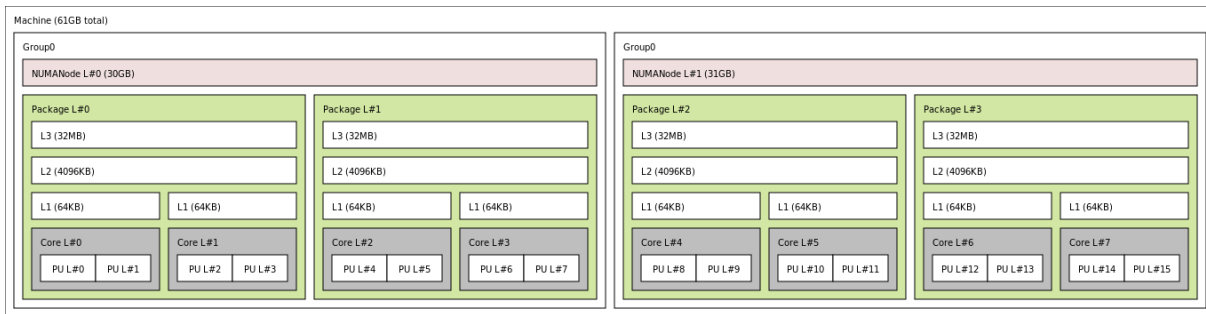 Machine (61GB total)
Group0
NUMANode L#0 (30GB)
Package L#0
L3 (32MB)
L2 (4096KB)
L1 (64KB)
L1 (64KB)
Core L#0
PU L#0
PU L#1
Core L#1
PU L#2
PU L#3
Package L#1
L3 (32MB)
L2 (4096KB)
L1 (64KB)
L1 (64KB)
Core L#2
PU L#4
PU L#5
Core L#3
PU L#6
PU L#7
Group0
NUMANode L#1 (31GB)
Package L#2
L3 (32MB)
L2 (4096KB)
L1 (64KB)
L1 (64KB)
Core L#4
PU L#8
PU L#9
Core L#5
PU L#10
PU L#11
Package L#3
L3 (32MB)
L2 (4096KB)
L1 (64KB)
L1 (64KB)
Core L#6
PU L#12
PU L#13
Core L#7
PU L#14
PU L#15